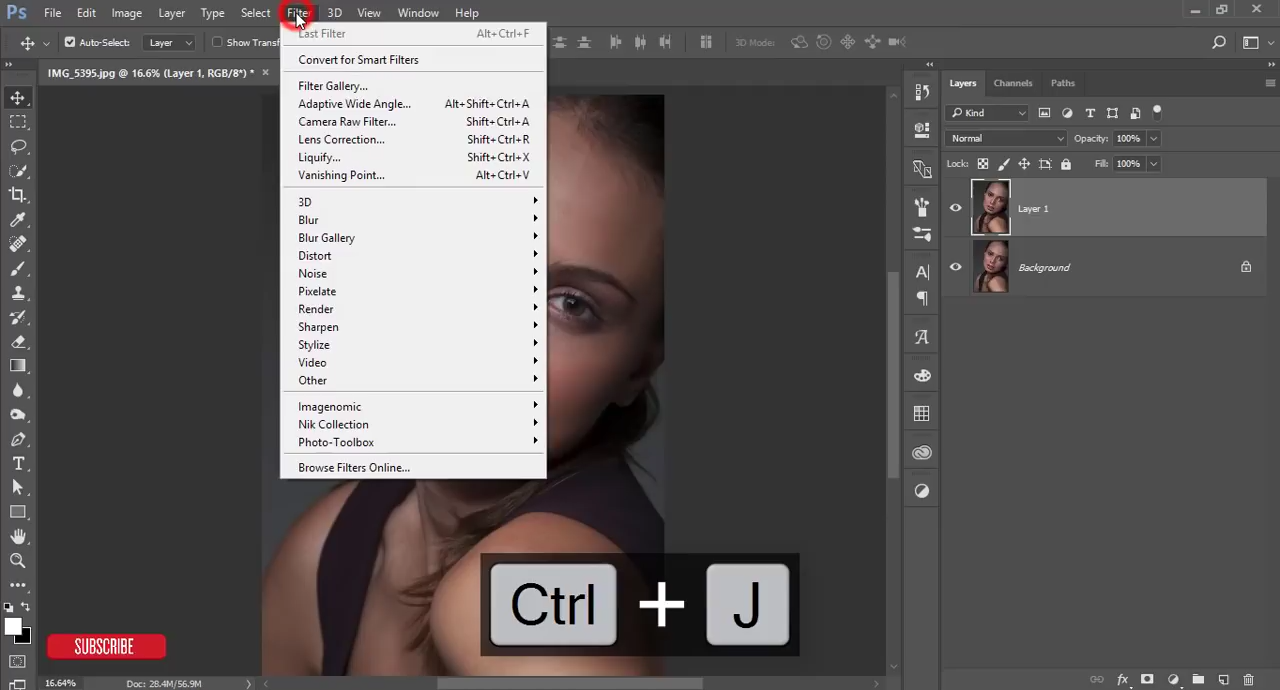 Ps File Edit Image Layer Type Select Filter 3D View Window Help
Auto-Select: Layer Show Transf 3D Mode:
IMG_5395.jpg @ 16.6% (Layer 1, RGB/8*) * ×
Last Filter Alt+Ctrl+F
Convert for Smart Filters
Filter Gallery...
Adaptive Wide Angle... Alt+Shift+Ctrl+A
Camera Raw Filter... Shift+Ctrl+A
Lens Correction... Shift+Ctrl+R
Liquify... Shift+Ctrl+X
Vanishing Point... Alt+Ctrl+V
3D
Blur
Blur Gallery
Distort
Noise
Pixelate
Render
Sharpen
Stylize
Video
Other
Imagenomic
Nik Collection
Photo-Toolbox
Browse Filters Online...
Layers Channels Paths
Kind
Normal Opacity: 100%
Lock: Fill: 100%
Layer 1
Background
Ctrl + J
SUBSCRIBE
16.64% Doc: 28.4M/56.9M
fx